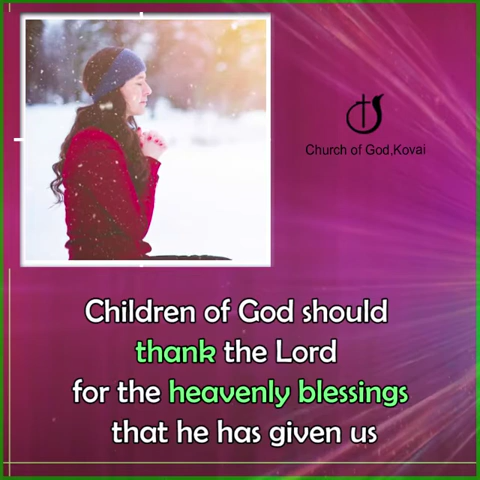 Church of God,Kovai
Children of God should
thank the Lord
for the heavenly blessings
that he has given us